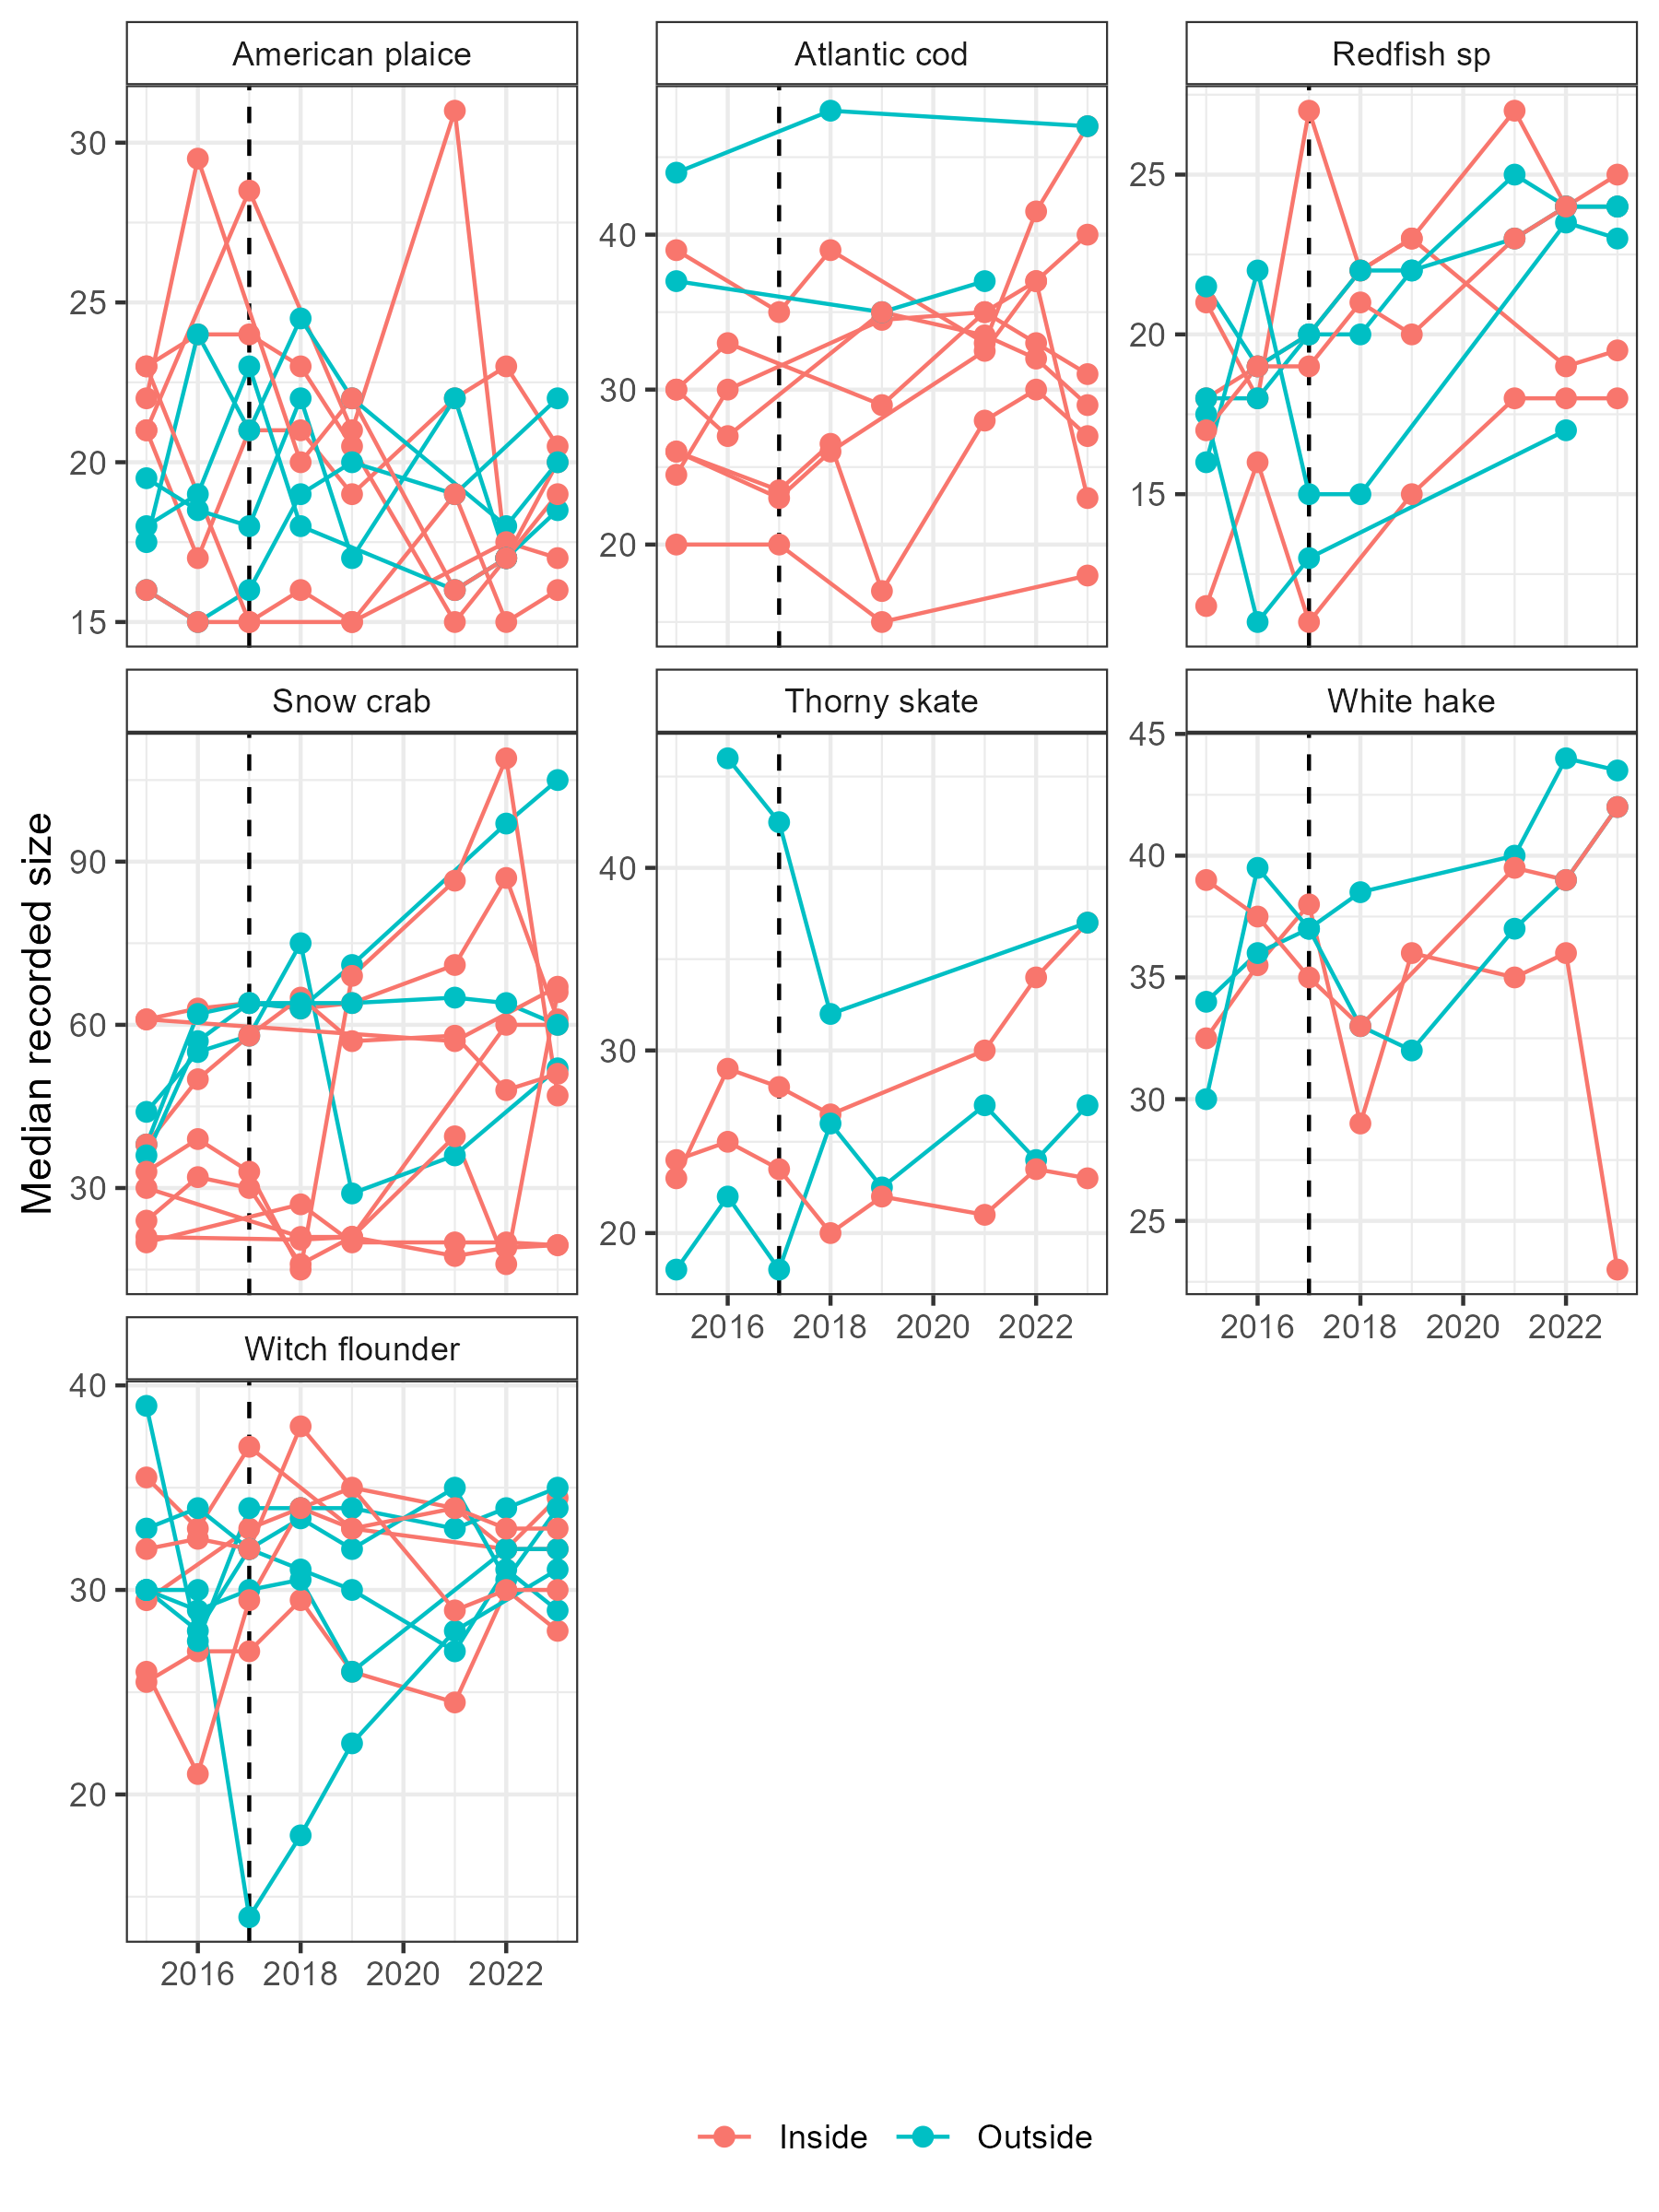 American plaice
Atlantic cod
Redfish sp
30
25
20
15
40
30
20
25
20
15
Snow crab
Thorny skate
White hake
Median recorded size
90
60
30
40
30
20
45
40
35
30
25
2016 2018 2020 2022
2016 2018 2020 2022
Witch flounder
40
30
20
2016 2018 2020 2022
Inside Outside